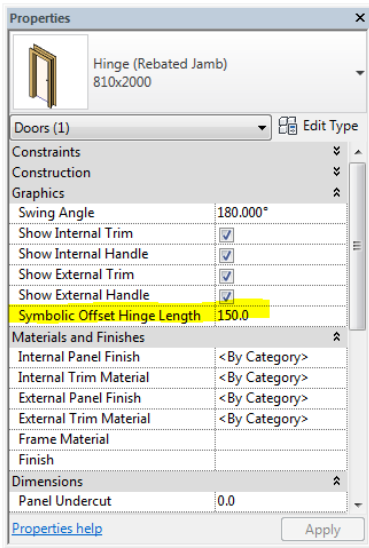 Properties
Hinge (Rebated Jamb)
810x2000
Doors (1) Edit Type
Constraints
Construction
Graphics
Swing Angle 180.000°
Show Internal Trim
Show Internal Handle
Show External Trim
Show External Handle
Symbolic Offset Hinge Length 150.0
Materials and Finishes
Internal Panel Finish <By Category>
Internal Trim Material <By Category>
External Panel Finish <By Category>
External Trim Material <By Category>
Frame Material
Finish
Dimensions
Panel Undercut 0.0
Properties help Apply